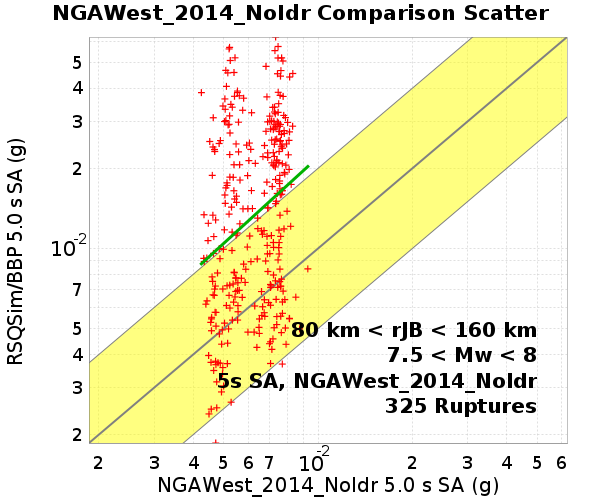 NGAWest_2014_NoIdr Comparison Scatter
RSQSim/BBP 5.0 s SA (g)
5
4
3
2
10-2
7
5
4
3
2
80 km < rJB < 160 km
7.5 < Mw < 8
5s SA, NGAWest_2014_NoIdr
325 Ruptures
2 3 4 5 6 7 10-2 2 3 4 5 6
NGAWest_2014_NoIdr 5.0 s SA (g)